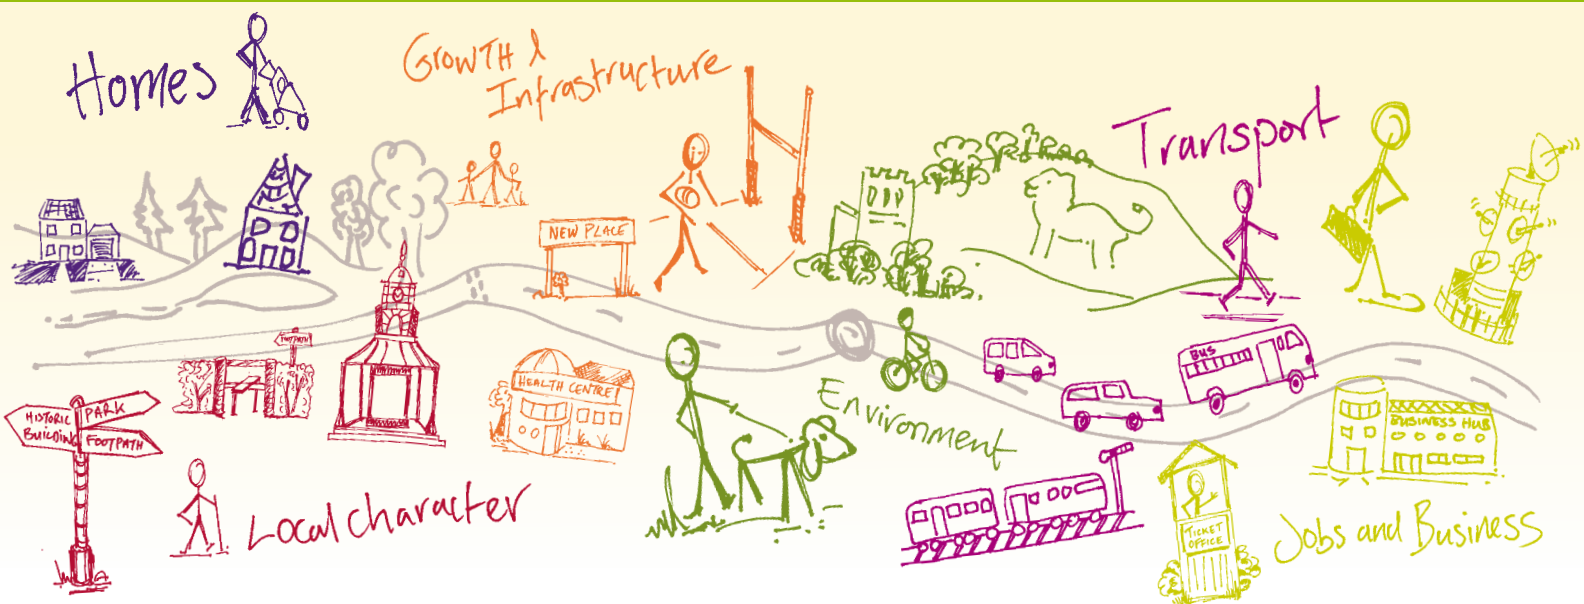 Homes
Growth &
Infrastructure
Transport
NEW PLACE
FOOTPATH
BUS
HEALTH CENTRE
Environment
BUSINESS HUB
HISTORIC
BUILDING
PARK
FOOTPATH
Local character
TICKET
OFFICE
Jobs and Business